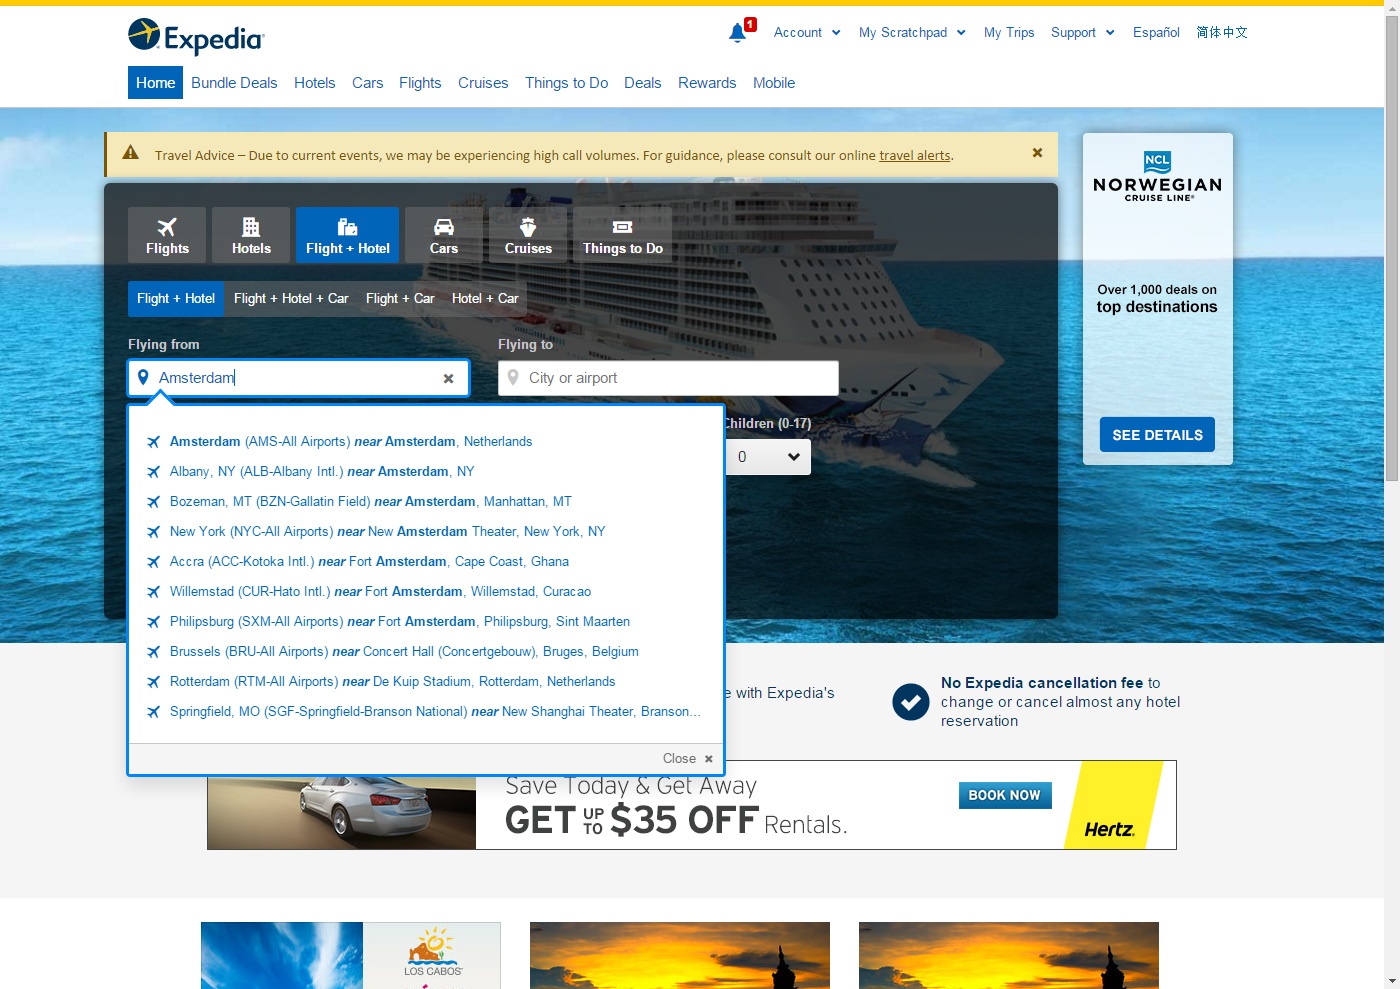 Expedia
1
Account
My Scratchpad
My Trips
Support
Español
简体中文
Home
Bundle Deals
Hotels
Cars
Flights
Cruises
Things to Do
Deals
Rewards
Mobile
Travel Advice – Due to current events, we may be experiencing high call volumes. For guidance, please consult our online travel alerts.
NCL
NORWEGIAN
CRUISE LINE®
Over 1,000 deals on
top destinations
SEE DETAILS
Flights
Hotels
Flight + Hotel
Cars
Cruises
Things to Do
Flight + Hotel
Flight + Hotel + Car
Flight + Car
Hotel + Car
Flying from
Flying to
Amsterdam
City or airport
Children (0-17)
0
Amsterdam (AMS-All Airports) near Amsterdam, Netherlands
Albany, NY (ALB-Albany Intl.) near Amsterdam, NY
Bozeman, MT (BZN-Gallatin Field) near Amsterdam, Manhattan, MT
New York (NYC-All Airports) near New Amsterdam Theater, New York, NY
Accra (ACC-Kotoka Intl.) near Fort Amsterdam, Cape Coast, Ghana
Willemstad (CUR-Hato Intl.) near Fort Amsterdam, Willemstad, Curacao
Philipsburg (SXM-All Airports) near Fort Amsterdam, Philipsburg, Sint Maarten
Brussels (BRU-All Airports) near Concert Hall (Concertgebouw), Bruges, Belgium
Rotterdam (RTM-All Airports) near De Kuip Stadium, Rotterdam, Netherlands
Springfield, MO (SGF-Springfield-Branson National) near New Shanghai Theater, Branson...
Close
e with Expedia's
No Expedia cancellation fee to
change or cancel almost any hotel
reservation
Save Today & Get Away
GET UP TO $35 OFF Rentals.
BOOK NOW
Hertz.
LOS CABOS